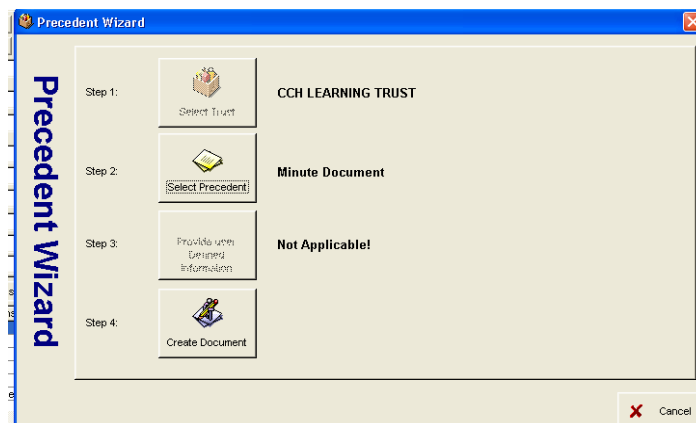 Precedent Wizard
Precedent Wizard
Step 1:
Select Trust
CCH LEARNING TRUST
Step 2:
Select Precedent
Minute Document
Step 3:
Provide user
Defined
Information
Not Applicable!
Step 4:
Create Document
Cancel